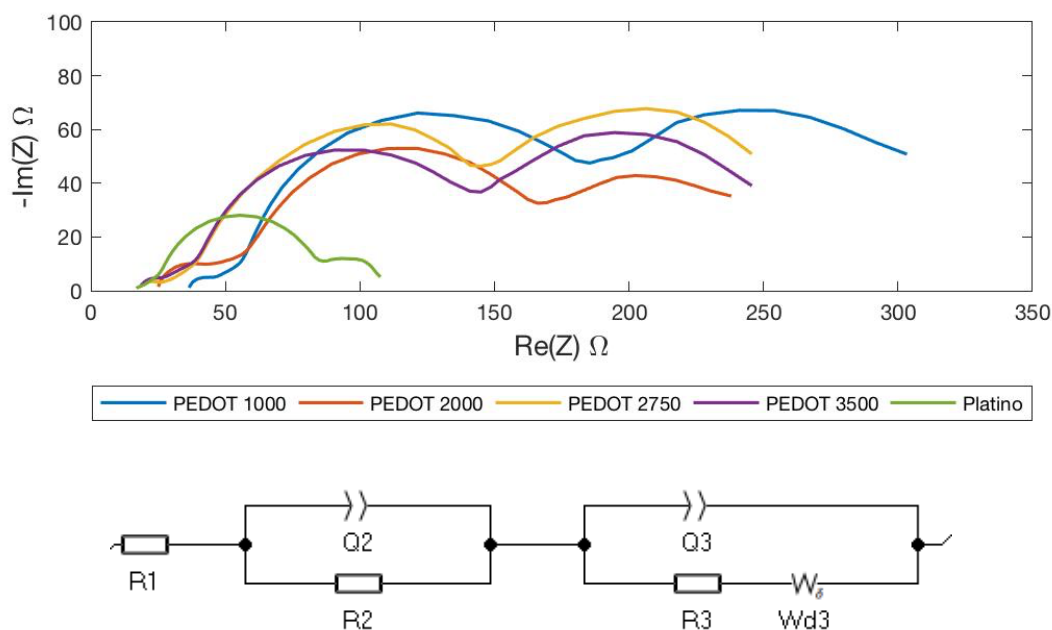 100
80
60
40
20
0
-Im(Z) Ω
0 50 100 150 200 250 300 350
Re(Z) Ω
PEDOT 1000 PEDOT 2000 PEDOT 2750 PEDOT 3500 Platino
Q2 Q3
R1
R2 R3 Wδ Wd3